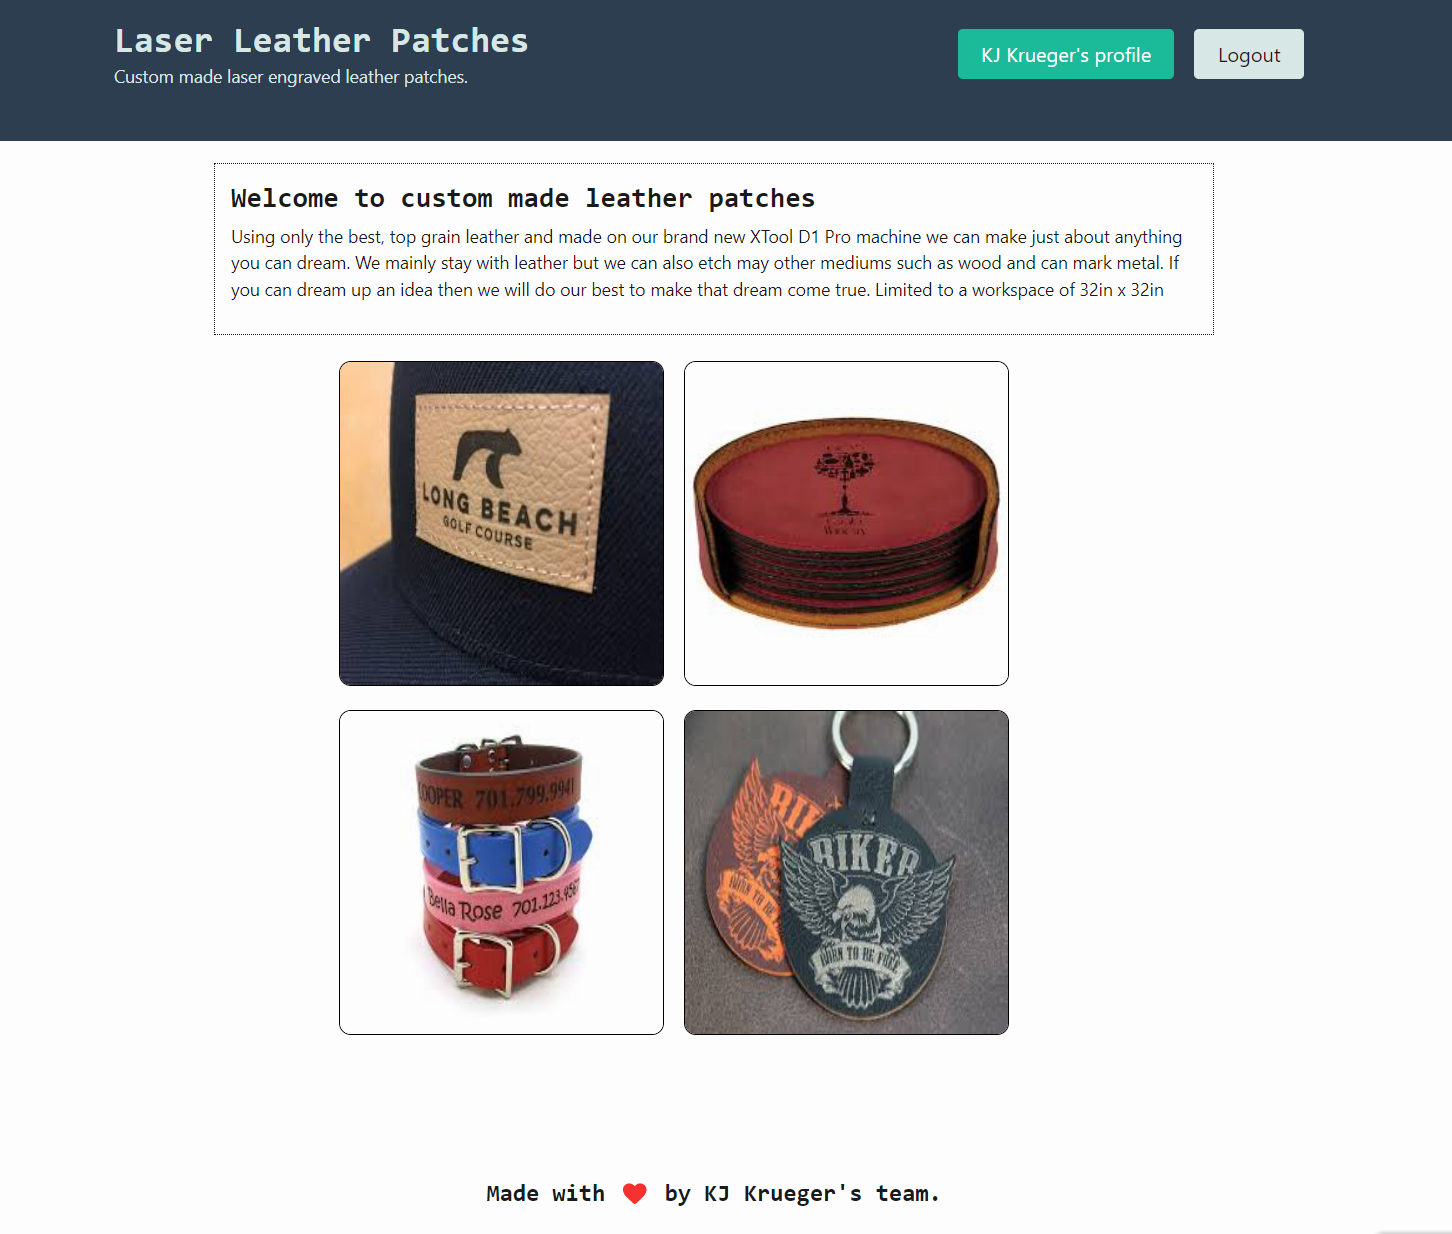 Laser Leather Patches
Custom made laser engraved leather patches.
KJ Krueger's profile
Logout
Welcome to custom made leather patches
Using only the best, top grain leather and made on our brand new XTool D1 Pro machine we can make just about anything
you can dream. We mainly stay with leather but we can also etch may other mediums such as wood and can mark metal. If
you can dream up an idea then we will do our best to make that dream come true. Limited to a workspace of 32in x 32in
LONG BEACH
GOLF COURSE
701.799.9941
Bella Rose 701.123.4567
BIKER
BORN TO BE FREE
BORN TO BE
Made with ❤ by KJ Krueger's team.